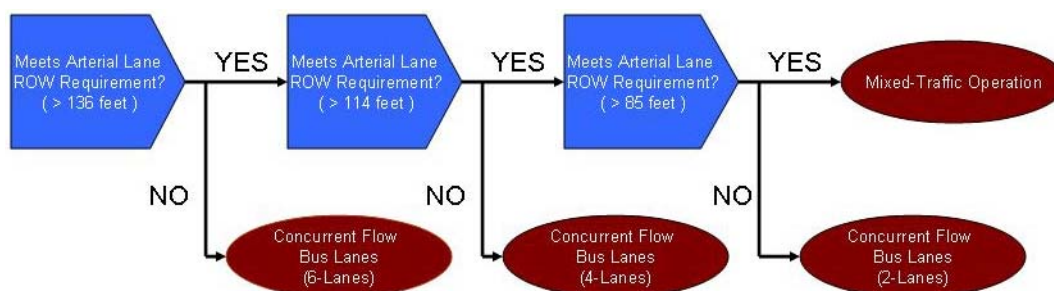 Meets Arterial Lane
ROW Requirement?
( > 136 feet )
YES
Meets Arterial Lane
ROW Requirement?
( > 114 feet )
YES
Meets Arterial Lane
ROW Requirement?
( > 85 feet )
YES
Mixed-Traffic Operation
NO
NO
NO
Concurrent Flow
Bus Lanes
(6-Lanes)
Concurrent Flow
Bus Lanes
(4-Lanes)
Concurrent Flow
Bus Lanes
(2-Lanes)